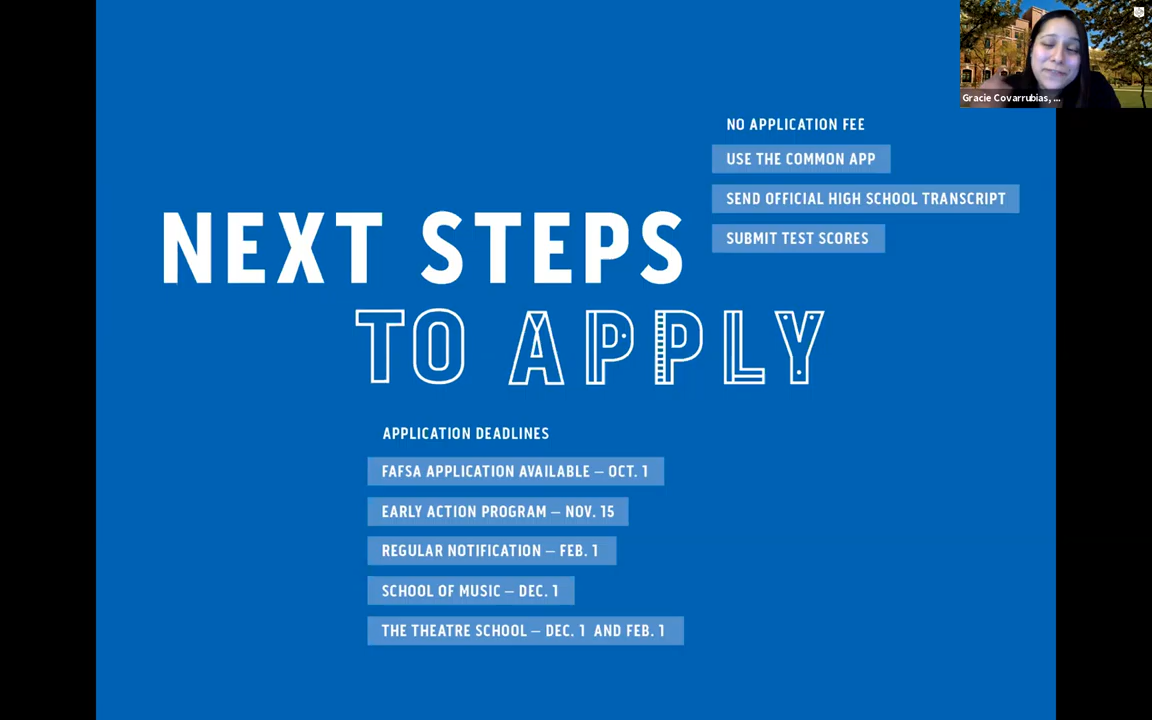 Gracie Covarrubias, ...
NO APPLICATION FEE
USE THE COMMON APP
SEND OFFICIAL HIGH SCHOOL TRANSCRIPT
SUBMIT TEST SCORES
NEXT STEPS
TO APPLY
APPLICATION DEADLINES
FAFSA APPLICATION AVAILABLE – OCT. 1
EARLY ACTION PROGRAM – NOV. 15
REGULAR NOTIFICATION – FEB. 1
SCHOOL OF MUSIC – DEC. 1
THE THEATRE SCHOOL – DEC. 1 AND FEB. 1